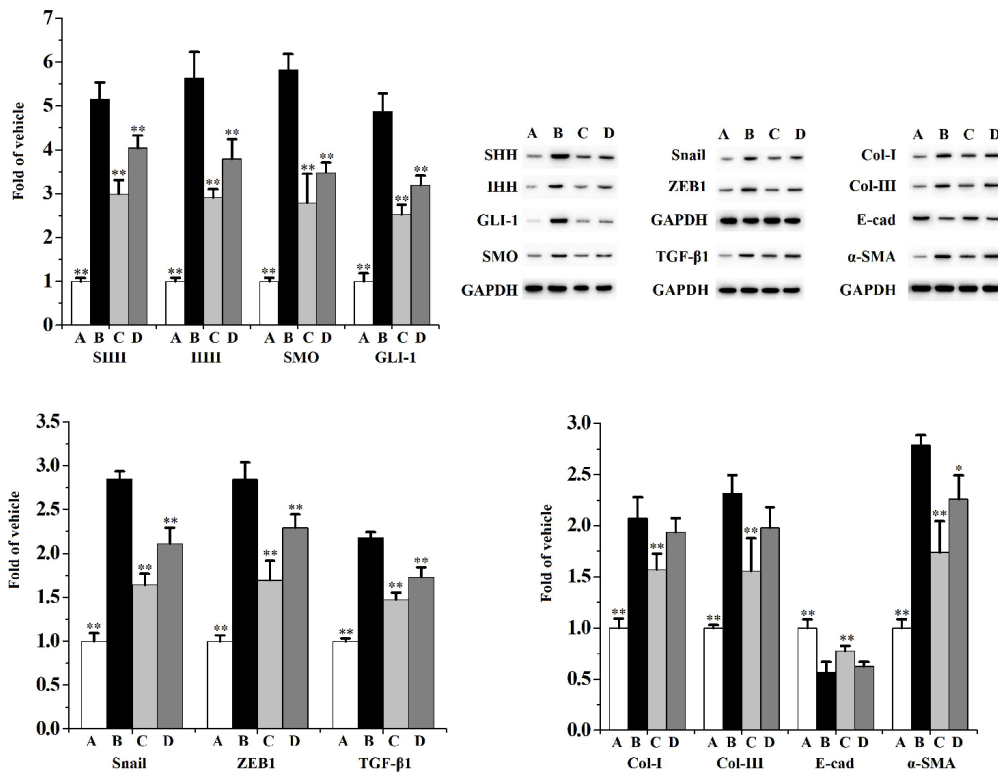 7
6
5
4
3
2
1
0
Fold of vehicle
**
**
**
**
**
**
**
**
**
**
**
**
A B C D A B C D A B C D A B C D
SIIII IIIII SMO GLI-1
A B C D
SHH
IHH
GLI-1
SMO
GAPDH
A B C D
Snail
ZEB1
GAPDH
TGF-β1
GAPDH
A B C D
Col-I
Col-III
E-cad
α-SMA
GAPDH
3.5
3.0
2.5
2.0
1.5
1.0
0.5
0.0
Fold of vehicle
**
**
**
**
**
**
**
**
**
A B C D A B C D A B C D
Snail ZEB1 TGF-β1
3.0
2.5
2.0
1.5
1.0
0.5
0.0
Fold of vehicle
**
**
**
**
**
**
**
**
*
A B C D A B C D A B C D A B C D
Col-I Col-III E-cad α-SMA